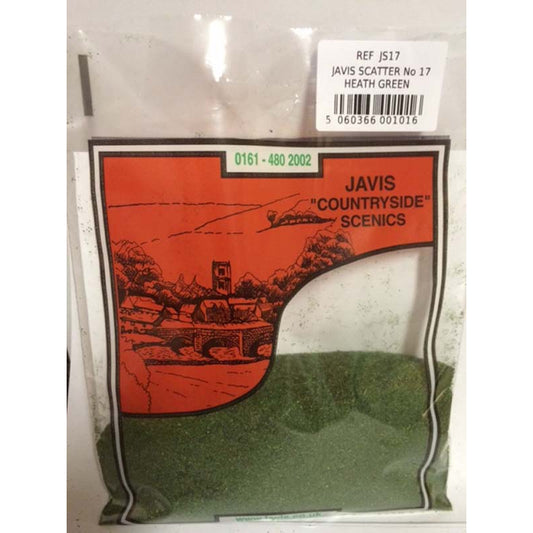 REF JS17
JAVIS SCATTER No 17
HEATH GREEN
5 060366 001016
0161 - 480 2002
JAVIS
"COUNTRYSIDE"
SCENICS